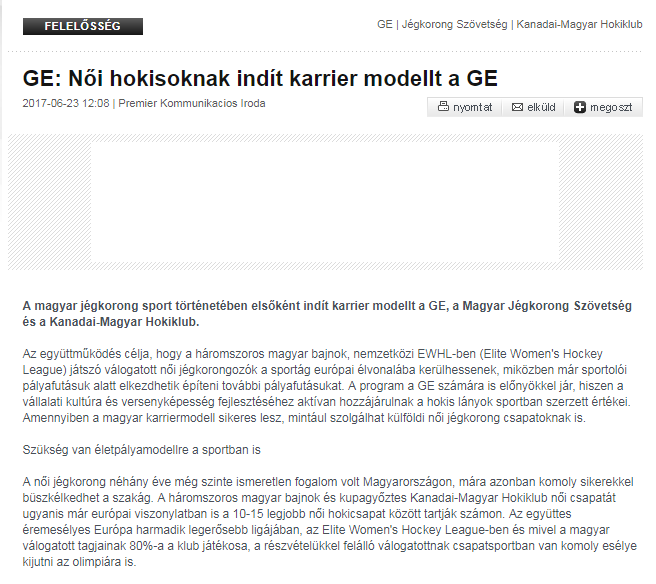 FELELŐSSÉG
GE | Jégkorong Szövetség | Kanadai-Magyar Hokiklub
GE: Női hokisoknak indít karrier modellt a GE
2017-06-23 12:08 | Premier Kommunikacios Iroda
nyomtat
elküld
megoszt
A magyar jégkorong sport történetében elsőként indít karrier modellt a GE, a Magyar Jégkorong Szövetség
és a Kanadai-Magyar Hokiklub.
Az együttműködés célja, hogy a háromszoros magyar bajnok, nemzetközi EWHL-ben (Elite Women's Hockey
League) játszó válogatott női jégkorongozók a sportág európai élvonalába kerülhessenek, miközben már sportolói
pályafutásuk alatt elkezdhetik építeni további pályafutásukat. A program a GE számára is előnyökkel jár, hiszen a
vállalati kultúra és versenyképesség fejlesztéséhez aktívan hozzájárulnak a hokis lányok sportban szerzett értékei.
Amennyiben a magyar karriermodell sikeres lesz, mintául szolgálhat külföldi női jégkorong csapatoknak is.
Szükség van életpályamodellre a sportban is
A női jégkorong néhány éve még szinte ismeretlen fogalom volt Magyarországon, mára azonban komoly sikerekkel
büszkélkedhet a szakág. A háromszoros magyar bajnok és kupagyőztes Kanadai-Magyar Hokiklub női csapatát
ugyanis már európai viszonylatban is a 10-15 legjobb női hokicsapat között tartják számon. Az együttes
éremesélyes Európa harmadik legerősebb ligájában, az Elite Women's Hockey League-ben és mivel a magyar
válogatott tagjainak 80%-a a klub játékosa, a részvételükkel felálló válogatottnak csapatsportban van komoly esélye
kijutni az olimpiára is.